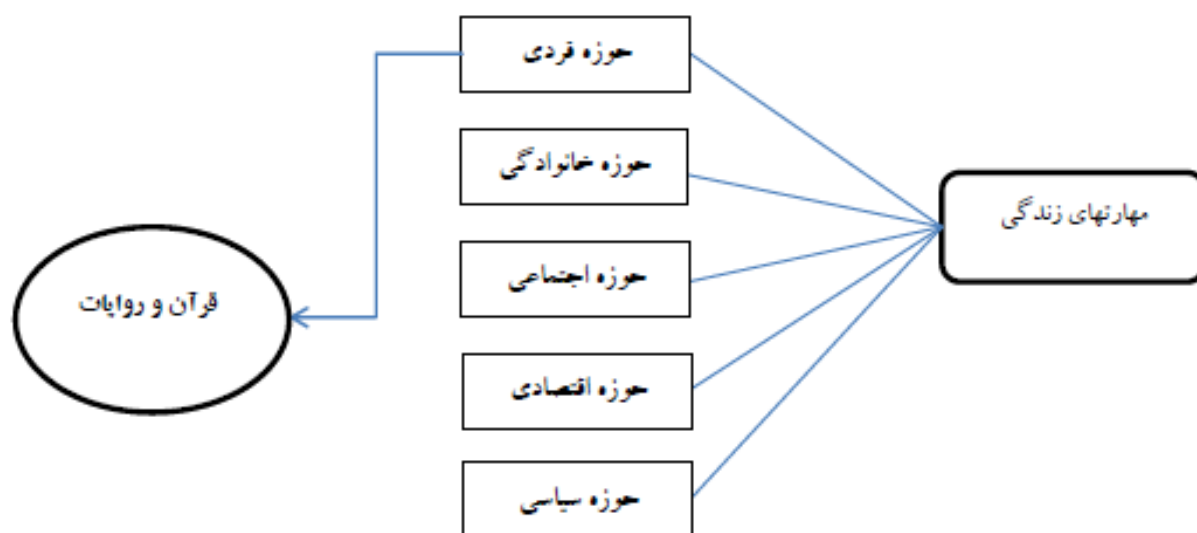 مهارتهای زندگی
حوزه فردی
حوزه خانوادگی
حوزه اجتماعی
حوزه اقتصادی
حوزه سیاسی
قرآن و روایات